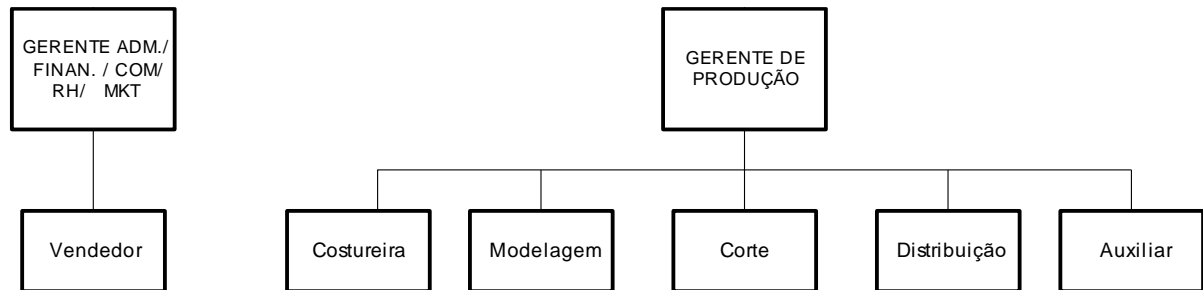 GERENTE ADM./
FINAN. / COM/
RH/ MKT
GERENTE DE
PRODUÇÃO
Vendedor
Costureira
Modelagem
Corte
Distribuição
Auxiliar